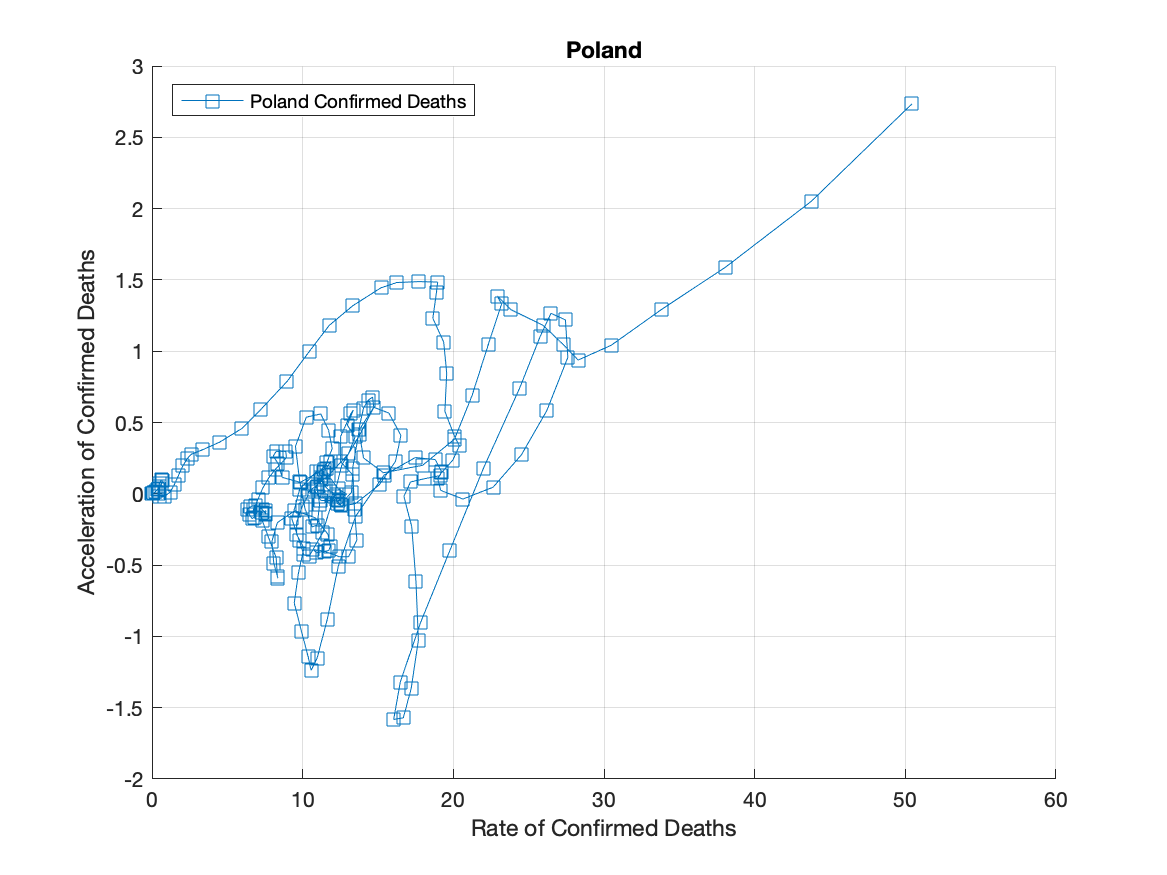 Poland
Poland Confirmed Deaths
3
2.5
2
1.5
1
0.5
0
-0.5
-1
-1.5
-2
Acceleration of Confirmed Deaths
0 10 20 30 40 50 60
Rate of Confirmed Deaths